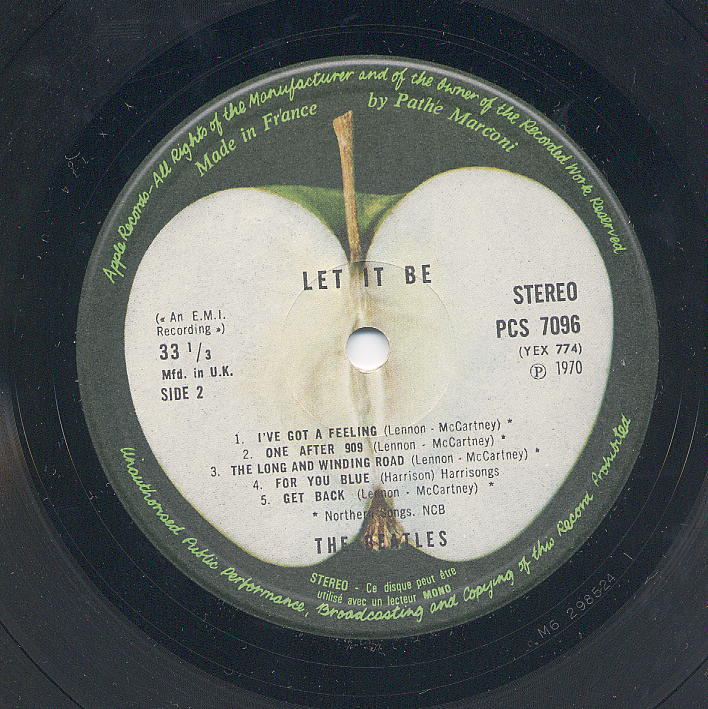 Apple Records-All Rights of the Manufacturer and of the Owner of the Recorded Work Reserved
Made in France by Pathé Marconi
LET IT BE
(« An E.M.I.
Recording »)
33 1/3
Mfd. in U.K.
SIDE 2
STEREO
PCS 7096
(YEX 774)
Ⓟ 1970
1. I'VE GOT A FEELING (Lennon - McCartney) *
2. ONE AFTER 909 (Lennon - McCartney) *
3. THE LONG AND WINDING ROAD (Lennon - McCartney) *
4. FOR YOU BLUE (Harrison) Harrisongs
5. GET BACK (Lennon - McCartney) *
* Northern Songs. NCB
THE BEATLES
STEREO - Ce disque peut être
utilisé avec un lecteur MONO
Unauthorised Public Performance, Broadcasting and Copying of this Record Prohibited
M6 298524 1